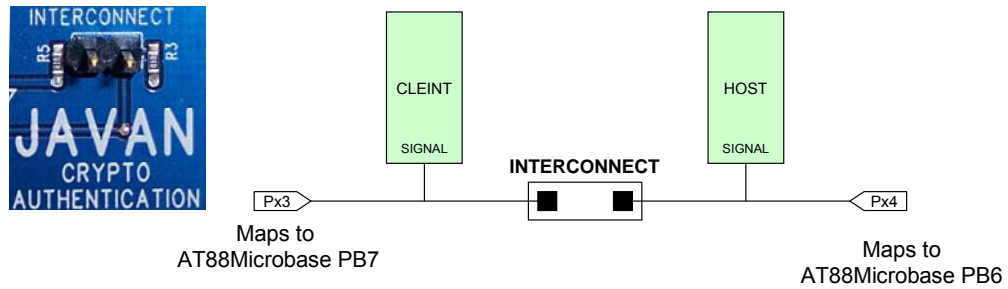 INTERCONNECT
R5
R3
JAVAN
CRYPTO
AUTHENTICATION
CLEINT
SIGNAL
HOST
SIGNAL
INTERCONNECT
Px3
Px4
Maps to
AT88Microbase PB7
Maps to
AT88Microbase PB6